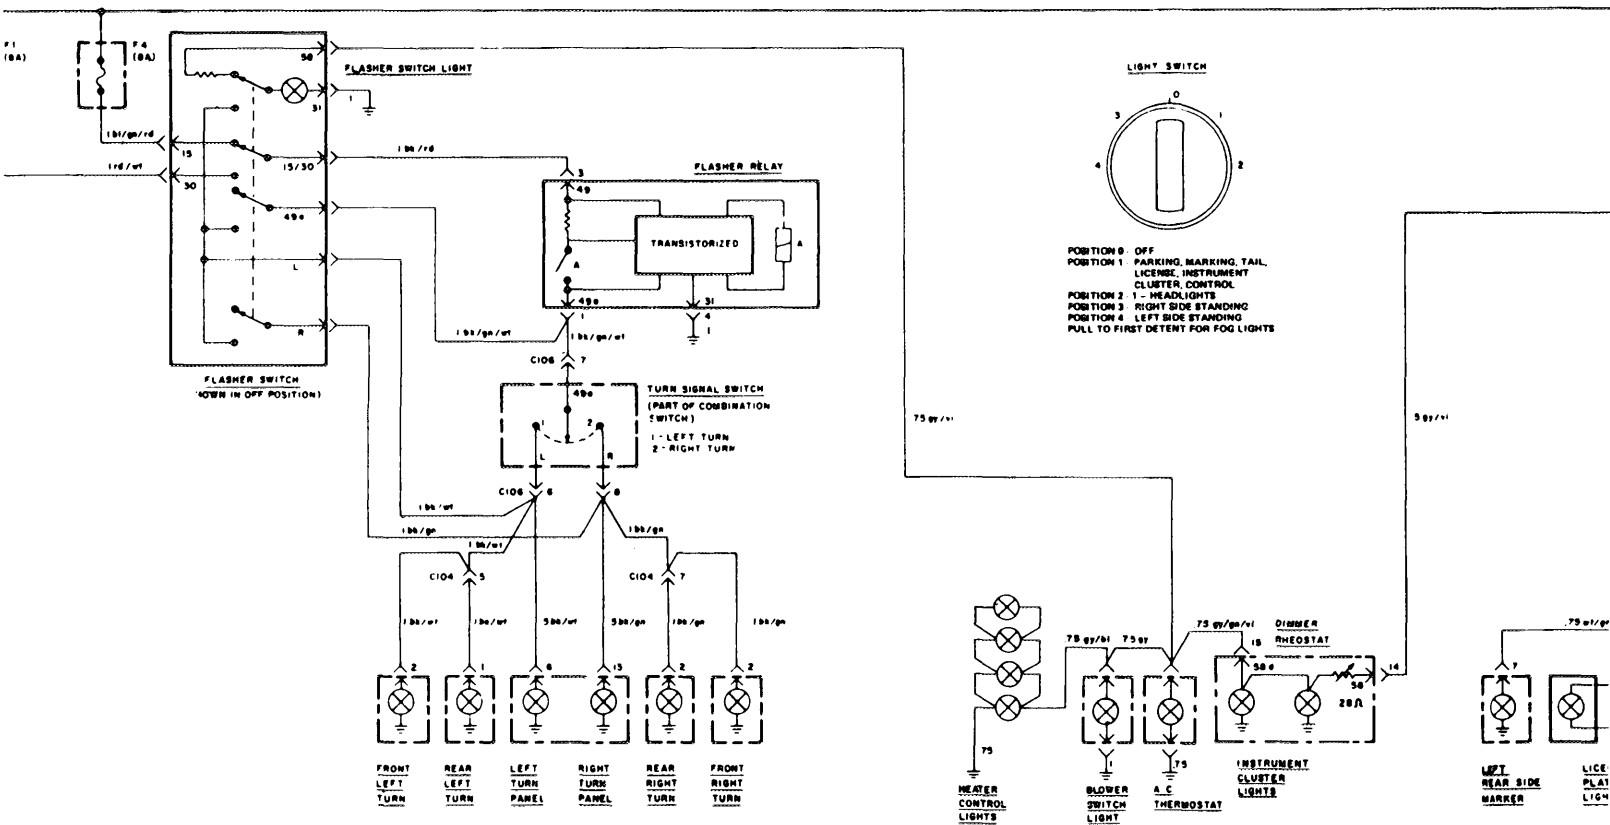 F1
(8A)
F4
(8A)
58
FLASHER SWITCH LIGHT
31
1
1 bl/gn/rd
15
1 rd/wt
30
15/30
1 bk/rd
49a
L
R
FLASHER SWITCH
OWN IN OFF POSITION)
FLASHER RELAY
3
49
TRANSISTORIZED
A
A
49a
31
1
4
1
1 bk/gn/wt
1 bk/gn/wt
C106
7
49a
TURN SIGNAL SWITCH
(PART OF COMBINATION
SWITCH)
1 - LEFT TURN
2 - RIGHT TURN
1
2
L
R
C106
6
8
1 bk/wt
1 bk/gn
1 bk/wt
1 bk/gn
C104
5
C104
7
1 bk/wt
1 bk/wt
.5 bk/wt
.5 bk/gn
1 bk/gn
1 bk/gn
2
1
6
15
2
2
FRONT
LEFT
TURN
REAR
LEFT
TURN
LEFT
TURN
PANEL
RIGHT
TURN
PANEL
REAR
RIGHT
TURN
FRONT
RIGHT
TURN
LIGHT SWITCH
0
1
2
3
4
POSITION 0 - OFF
POSITION 1 - PARKING, MARKING, TAIL,
LICENSE, INSTRUMENT
CLUSTER, CONTROL
POSITION 2 - 1 - HEADLIGHTS
POSITION 3 - RIGHT SIDE STANDING
POSITION 4 - LEFT SIDE STANDING
PULL TO FIRST DETENT FOR FOG LIGHTS
.75 gy/vi
.5 gy/vi
.75 gy/bl
.75 gy
.75 gy/gn/vi
DIMMER
RHEOSTAT
15
58d
58
28Ω
14
.75
1
.75
HEATER
CONTROL
LIGHTS
BLOWER
SWITCH
LIGHT
A.C.
THERMOSTAT
INSTRUMENT
CLUSTER
LIGHTS
.75 wt/gr
7
LEFT
REAR SIDE
MARKER
LICE
PLAT
LIGH